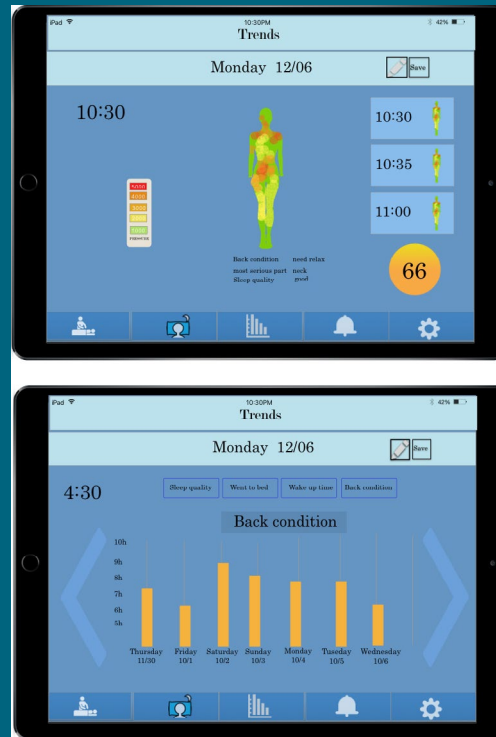 iPad 10:30PM 42%
Trends
Monday 12/06
Save
10:30
5000
4000
3000
2000
1000
10:30
10:35
11:00
66
Back condition need relax
most serious part neck
Sleep quality good
iPad 10:30PM 42%
Trends
Monday 12/06
Save
4:30
Sleep quality Went to bed Wake up time Back condition
Back condition
10h
9h
8h
7h
6h
5h
Thursday Friday Saturday Sunday Monday Tuseday Wednesday
11/30 10/1 10/2 10/3 10/4 10/5 10/6